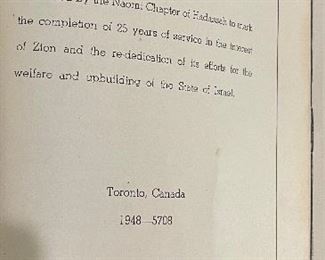 by the Naomi Chapter of Hadassah to mark
the completion of 25 years of service in the interest
of Zion and the re-dedication of its efforts for the
welfare and upbuilding of the State of Israel.
Toronto, Canada
1948—5708